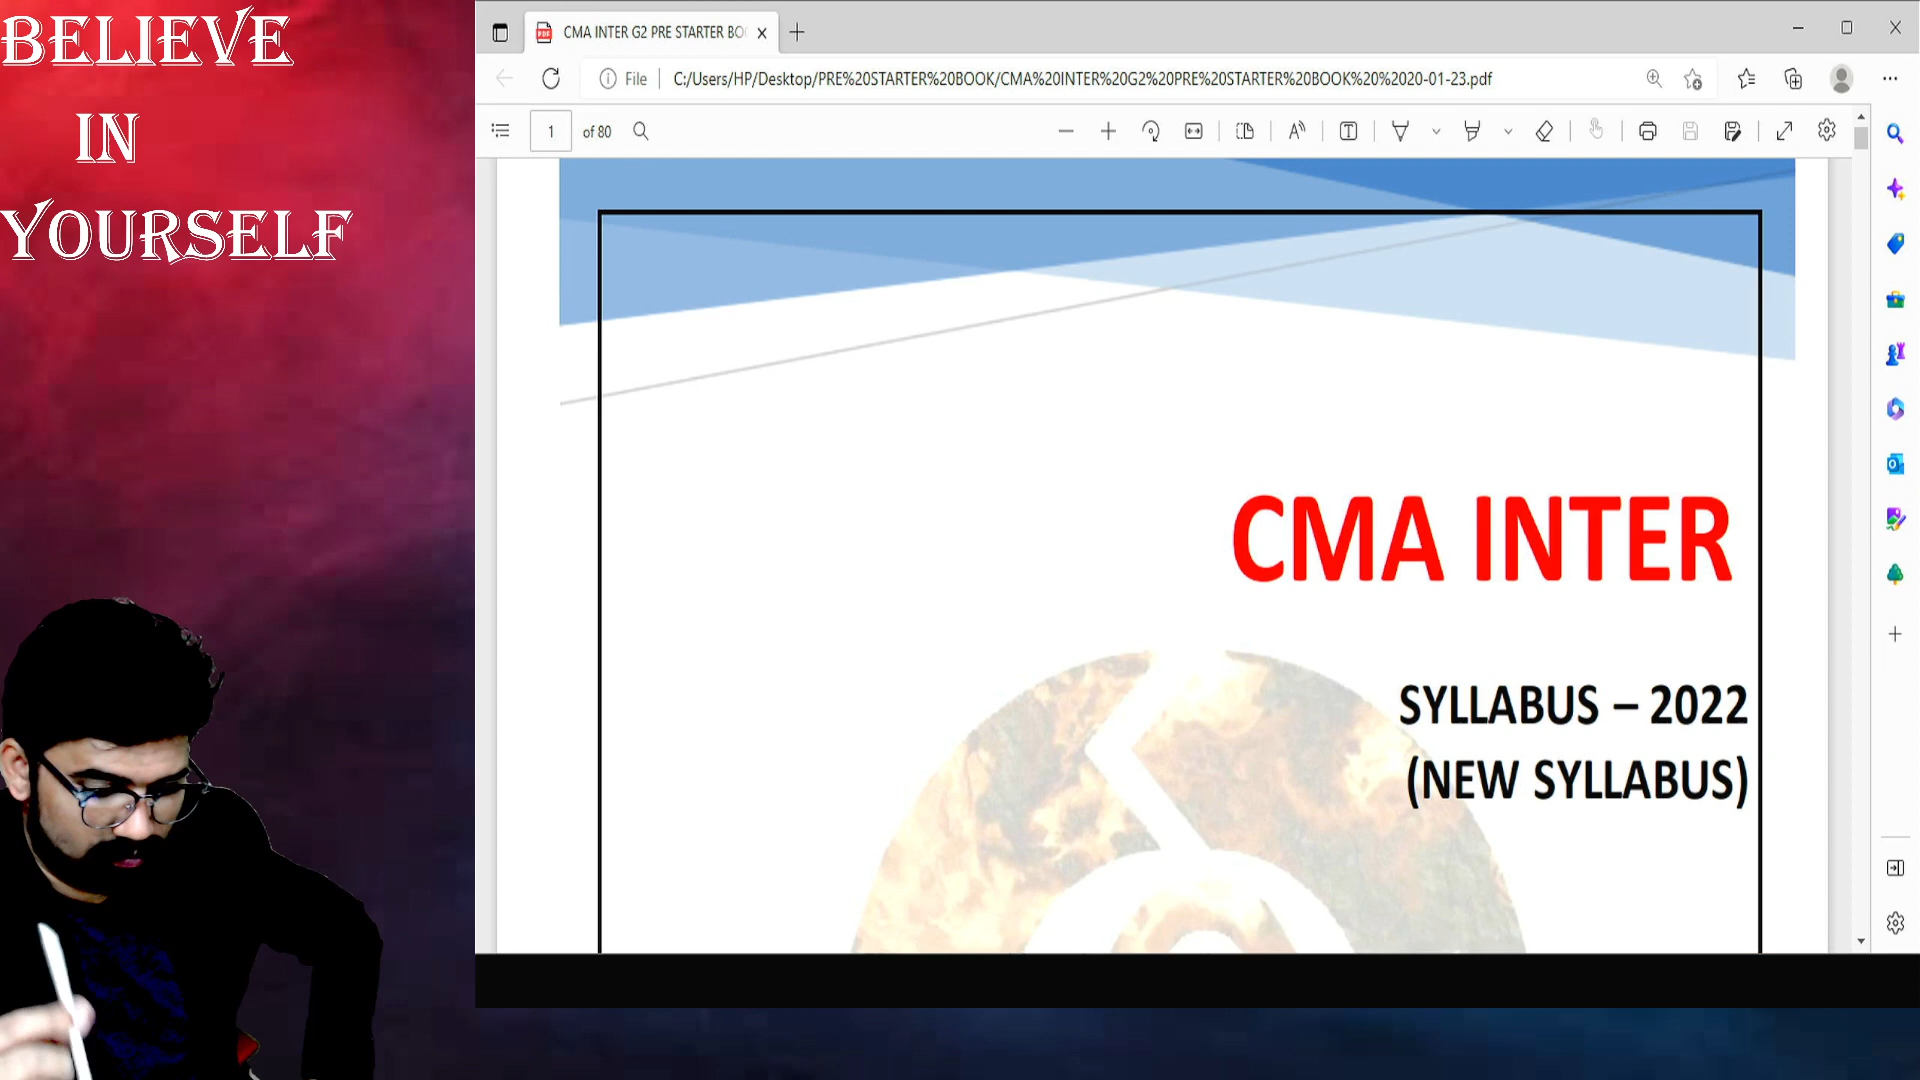 BELIEVE
IN
YOURSELF
CMA INTER G2 PRE STARTER BO
File
C:/Users/HP/Desktop/PRE%20STARTER%20BOOK/CMA%20INTER%20G2%20PRE%20STARTER%20BOOK%20%2020-01-23.pdf
1 of 80
CMA INTER
SYLLABUS – 2022
(NEW SYLLABUS)